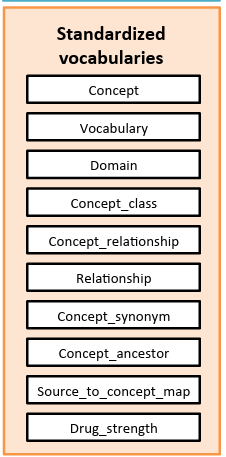 Standardized
vocabularies
Concept
Vocabulary
Domain
Concept_class
Concept_relationship
Relationship
Concept_synonym
Concept_ancestor
Source_to_concept_map
Drug_strength